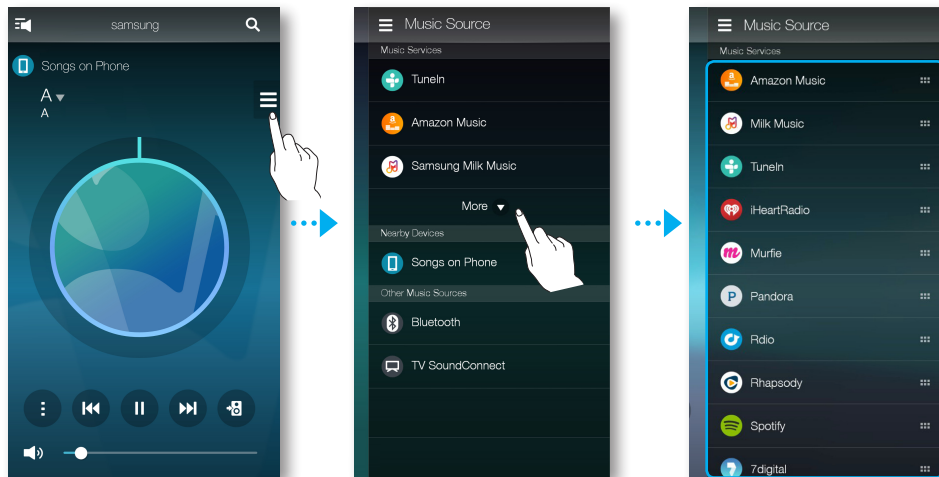 samsung
Songs on Phone
A
A
Music Source
Music Services
TuneIn
a
Amazon Music
Samsung Milk Music
More
Nearby Devices
Songs on Phone
Other Music Sources
Bluetooth
TV SoundConnect
Music Source
Music Services
a
Amazon Music
Milk Music
TuneIn
iHeartRadio
m
Murfie
P
Pandora
Rdio
Rhapsody
Spotify
7
7digital